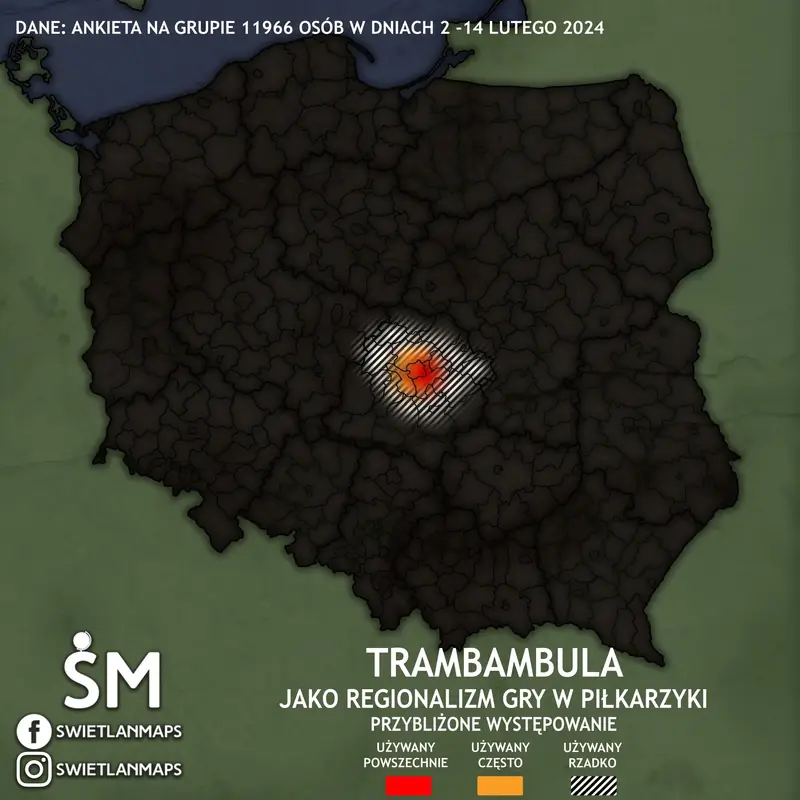 DANE: ANKIETA NA GRUPIE 11966 OSÓB W DNIACH 2 -14 LUTEGO 2024
ŚM
SWIETLANMAPS
SWIETLANMAPS
TRAMBAMBULA
JAKO REGIONALIZM GRY W PIŁKARZYKI
PRZYBLIŻONE WYSTĘPOWANIE
UŻYWANY POWSZECHNIE
UŻYWANY CZĘSTO
UŻYWANY RZADKO